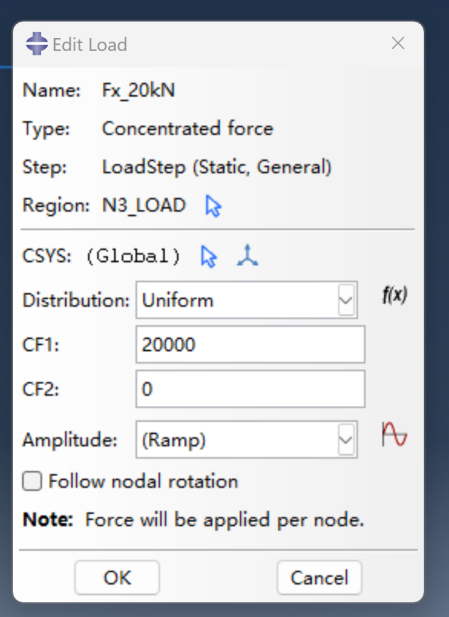 Edit Load
Name: Fx_20kN
Type: Concentrated force
Step: LoadStep (Static, General)
Region: N3_LOAD
CSYS: (Global)
Distribution: Uniform f(x)
CF1: 20000
CF2: 0
Amplitude: (Ramp)
Follow nodal rotation
Note: Force will be applied per node.
OK Cancel